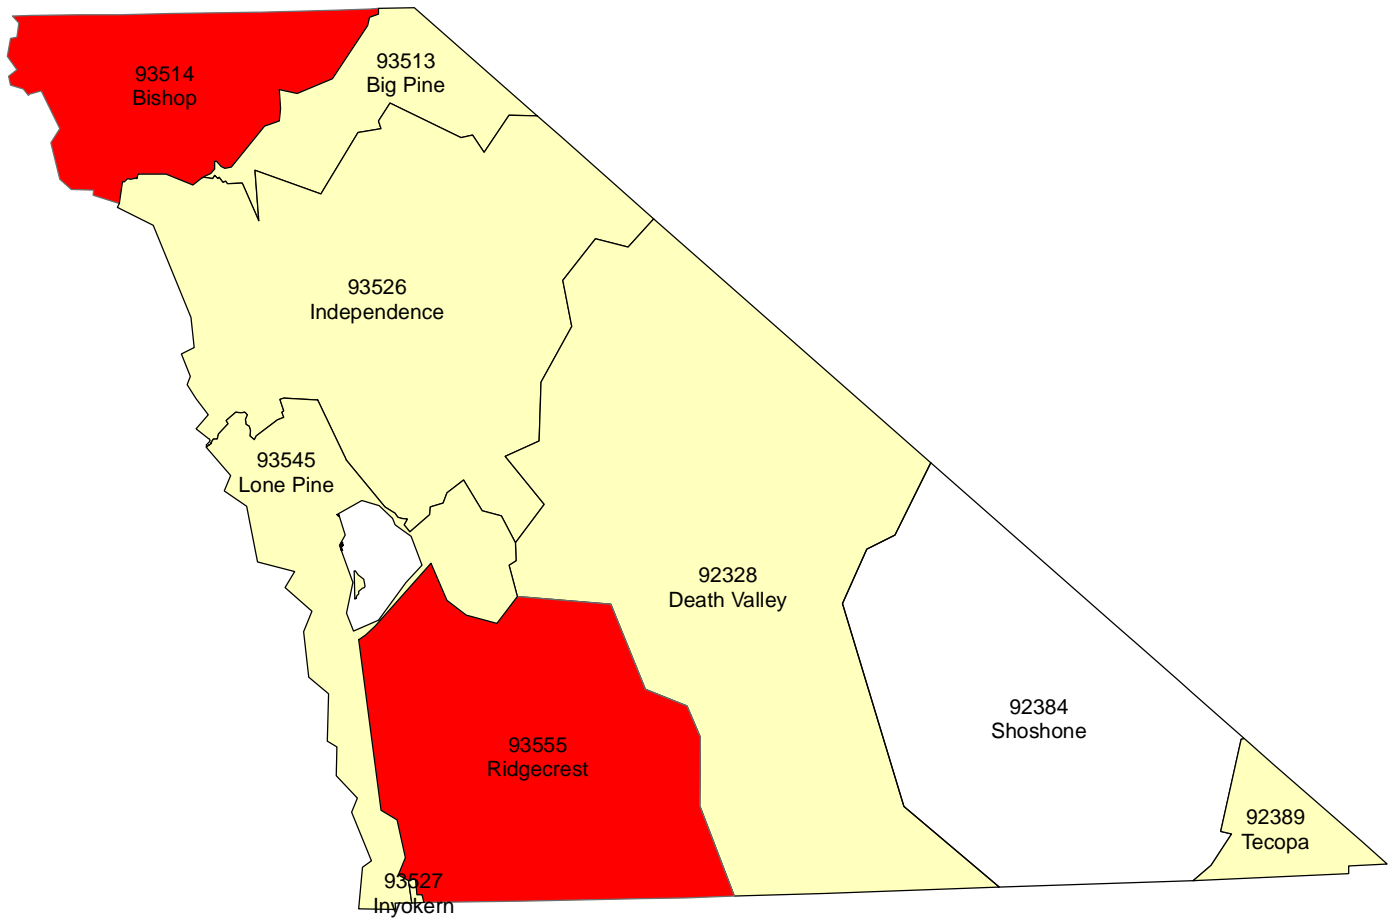 93514
Bishop
93513
Big Pine
93526
Independence
93545
Lone Pine
92328
Death Valley
92384
Shoshone
93555
Ridgecrest
92389
Tecopa
93527
Inyokern